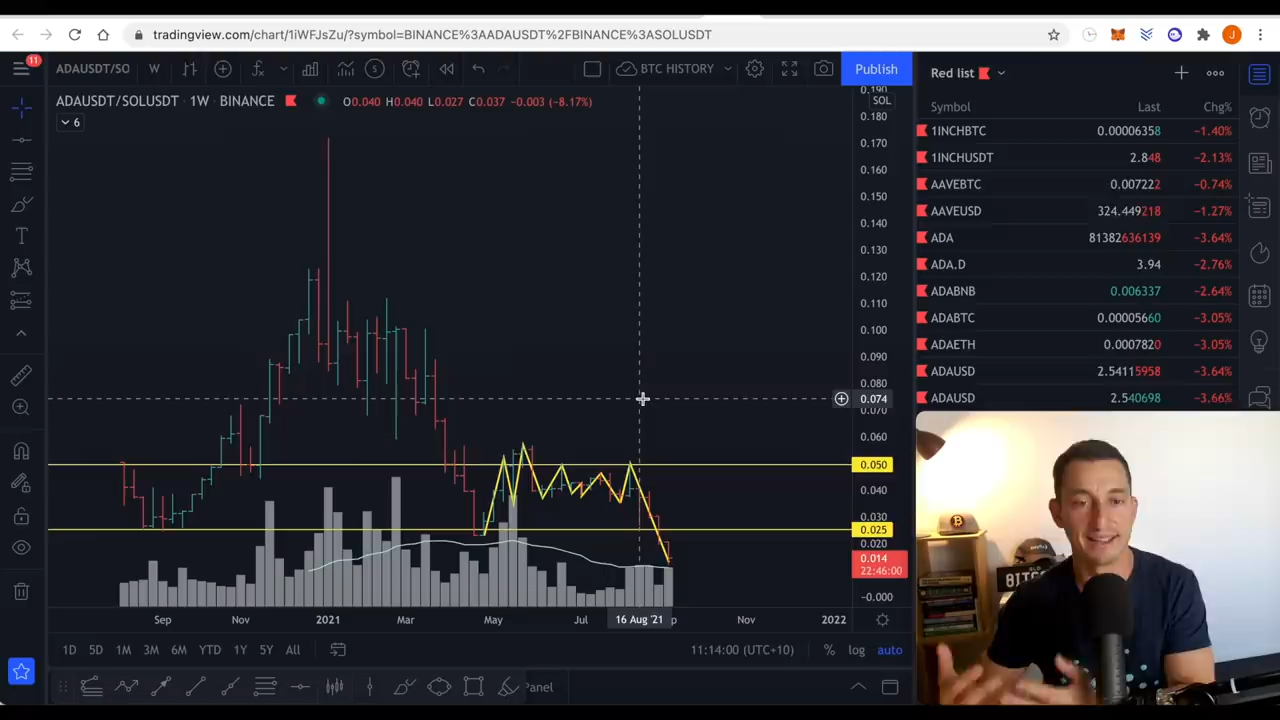 tradingview.com/chart/1iWFJsZu/?symbol=BINANCE%3AADAUSDT%2FBINANCE%3ASOLUSDT
J
11
ADAUSDT/SO
W
BTC HISTORY
Publish
Red list
ADAUSDT/SOLUSDT · 1W · BINANCE
O0.040 H0.040 L0.027 C0.037 −0.003 (−8.17%)
6
SOL
Symbol Last Chg%
1INCHBTC 0.00006358 −1.40%
1INCHUSDT 2.848 −2.13%
AAVEBTC 0.007222 −0.74%
AAVEUSD 324.449218 −1.27%
ADA 81382636139 −3.64%
ADA.D 3.94 −2.76%
ADABNB 0.006337 −2.64%
ADABTC 0.00005660 −3.05%
ADAETH 0.0007820 −3.05%
ADAUSD 2.54115958 −3.64%
ADAUSD 2.540698 −3.66%
0.190
0.180
0.170
0.160
0.150
0.140
0.130
0.120
0.110
0.100
0.090
0.080
0.074
0.070
0.060
0.050
0.040
0.030
0.025
0.020
0.014
22:46:00
−0.000
Sep Nov 2021 Mar May Jul 16 Aug '21 p Nov 2022
1D 5D 1M 3M 6M YTD 1Y 5Y All
11:14:00 (UTC+10) % log auto
Panel